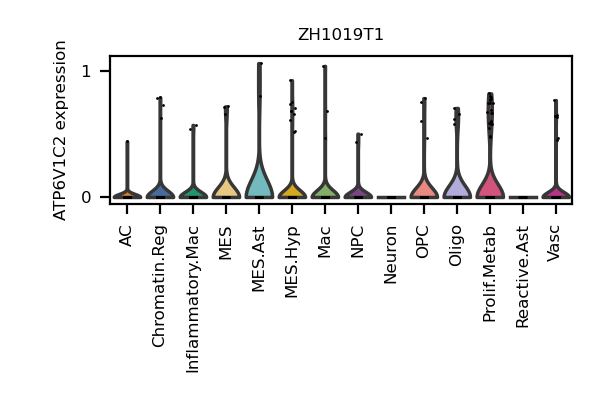 ZH1019T1
ATP6V1C2 expression
1
0
AC
Chromatin.Reg
Inflammatory.Mac
MES
MES.Ast
MES.Hyp
Mac
NPC
Neuron
OPC
Oligo
Prolif.Metab
Reactive.Ast
Vasc